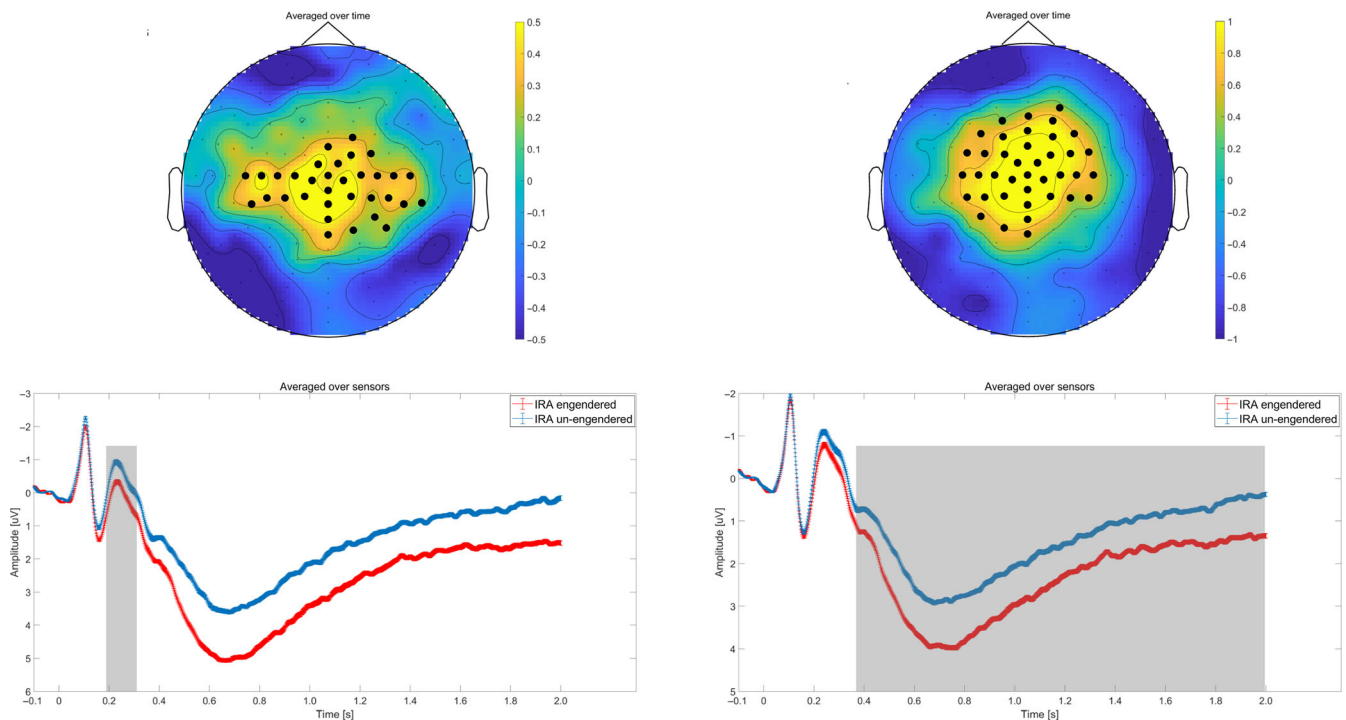 Averaged over time
0.5
0.4
0.3
0.2
0.1
0
–0.1
–0.2
–0.3
–0.4
–0.5
Averaged over time
1
0.8
0.6
0.4
0.2
0
–0.2
–0.4
–0.6
–0.8
–1
Averaged over sensors
IRA engendered
IRA un-engendered
Amplitude [uV]
–3
–2
–1
0
1
2
3
4
5
6
–0.1 0 0.2 0.4 0.6 0.8 1.0 1.2 1.4 1.6 1.8 2.0
Time [s]
Averaged over sensors
IRA engendered
IRA un-engendered
Amplitude [uV]
–2
–1
0
1
2
3
4
5
–0.1 0 0.2 0.4 0.6 0.8 1.0 1.2 1.4 1.6 1.8 2.0
Time [s]